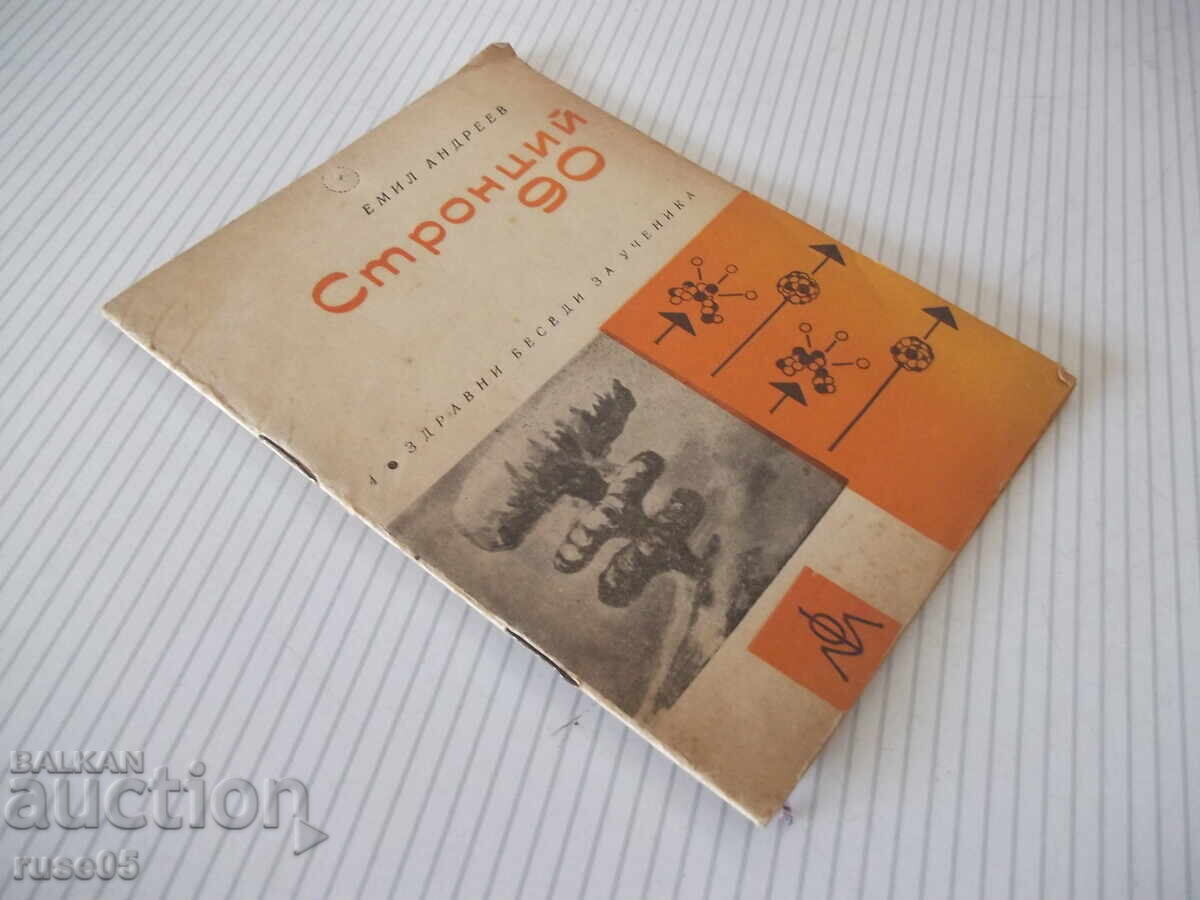 ЕМИЛ АНДРЕЕВ
Стронций
90
4 • ЗДРАВНИ БЕСЕДИ ЗА УЧЕНИКА
BALKAN
auction
ruse05